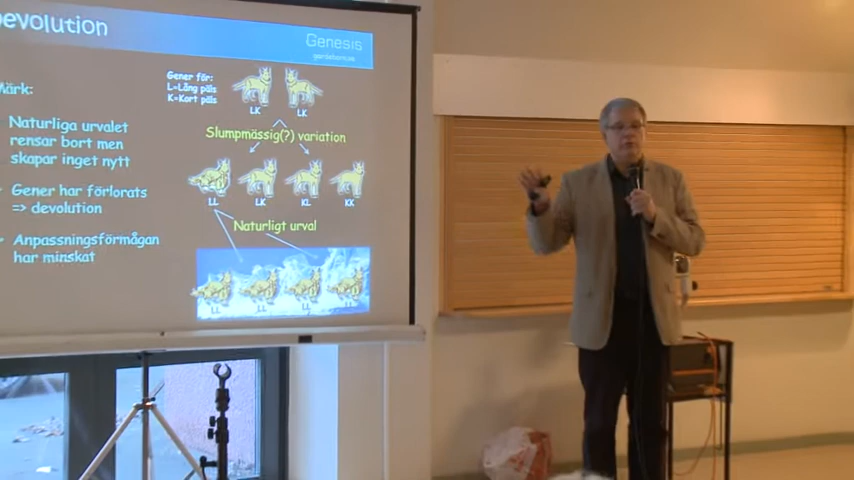 Devolution
Genesis
Märk:
Naturliga urvalet
rensar bort men
skapar inget nytt
Gener har förlorats
=> devolution
Anpassningsförmågan
har minskat
Gener för:
L=Lång päls
K=Kort päls
LK LK
Slumpmässig(?) variation
LL LK KL KK
Naturligt urval
LL LL LL LL